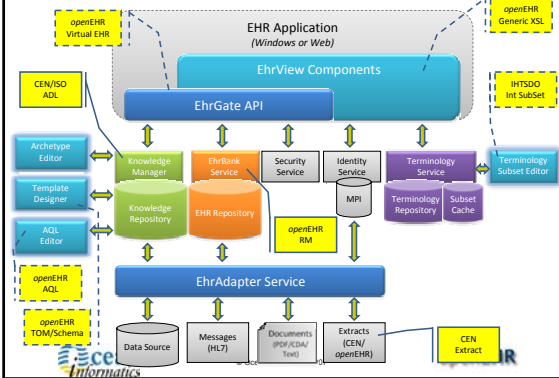 openEHR
Virtual EHR
EHR Application
(Windows or Web)
openEHR
Generic XSL
EhrView Components
EhrGate API
CEN/ISO
ADL
IHTSDO
Int SubSet
Archetype
Editor
Template
Designer
AQL
Editor
Knowledge
Manager
Knowledge
Repository
EhrBank
Service
EHR Repository
Security
Service
Identity
Service
MPI
Terminology
Service
Terminology
Repository
Subset
Cache
Terminology
Subset Editor
openEHR
RM
openEHR
AQL
EhrAdapter Service
openEHR
TOM/Schema
Data Source
Messages
(HL7)
Documents
(PDF/CDA/
Text)
Extracts
(CEN/
openEHR)
CEN
Extract
Informatics